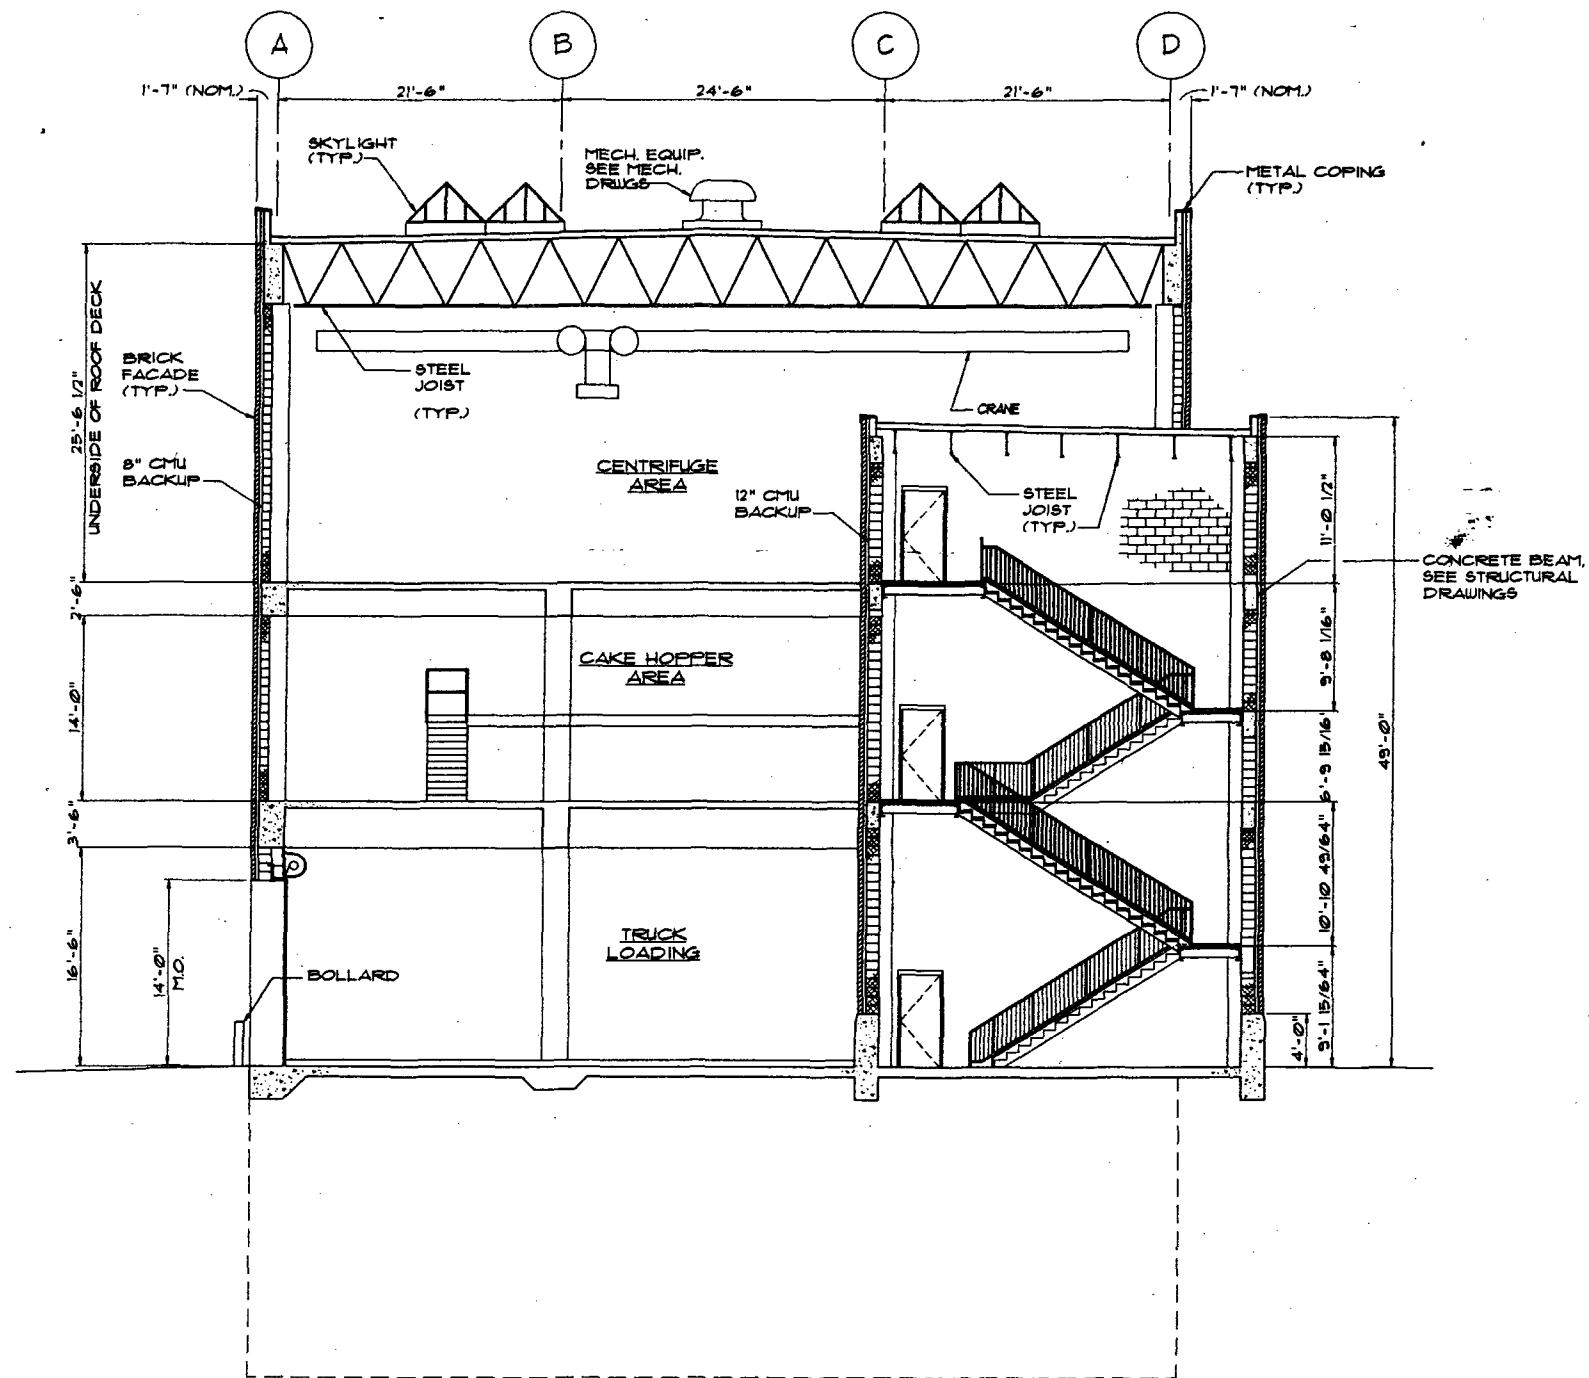 A
B
C
D
1'-7" (NOM.)
21'-6"
24'-6"
21'-6"
1'-7" (NOM.)
SKYLIGHT
(TYP.)
MECH. EQUIP.
SEE MECH.
DRWGS
METAL COPING
(TYP.)
25'-6 1/2"
UNDERSIDE OF ROOF DECK
BRICK
FACADE
(TYP.)
STEEL
JOIST
(TYP.)
CRANE
8" CMU
BACKUP
CENTRIFUGE
AREA
12" CMU
BACKUP
STEEL
JOIST
(TYP.)
11'-0 1/2"
CONCRETE BEAM,
SEE STRUCTURAL
DRAWINGS
2'-6"
CAKE HOPPER
AREA
9'-8 1/16"
14'-0"
6'-9 15/16"
49'-0"
3'-6"
10'-10 49/64"
16'-6"
14'-0"
M.O.
TRUCK
LOADING
BOLLARD
4'-0"
9'-1 15/64"